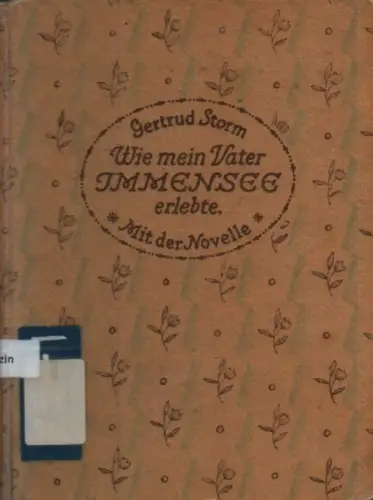 Gertrud Storm
Wie mein Vater
IMMENSEE
erlebte.
Mit der Novelle
zin